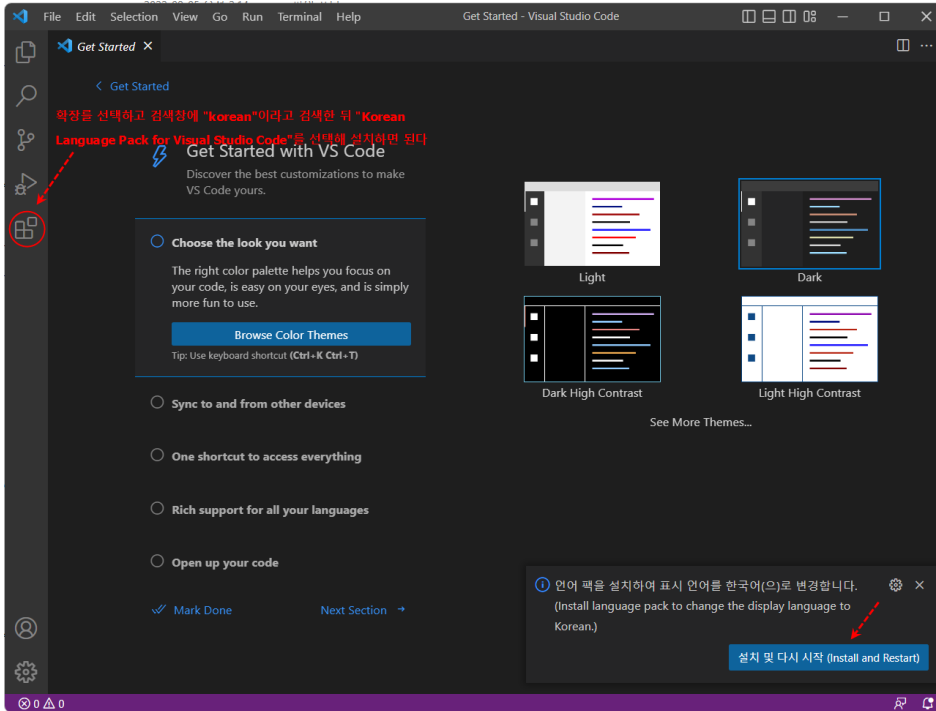 File Edit Selection View Go Run Terminal Help Get Started - Visual Studio Code
Get Started
Get Started
확장를 선택하고 검색창에 "korean"이라고 검색한 뒤 "Korean
Language Pack for Visual Studio Code"를 선택해 설치하면 된다
Get Started with VS Code
Discover the best customizations to make
VS Code yours.
Choose the look you want
The right color palette helps you focus on
your code, is easy on your eyes, and is simply
more fun to use.
Browse Color Themes
Tip: Use keyboard shortcut (Ctrl+K Ctrl+T)
Sync to and from other devices
One shortcut to access everything
Rich support for all your languages
Open up your code
Mark Done Next Section
Light Dark
Dark High Contrast Light High Contrast
See More Themes...
언어 팩을 설치하여 표시 언어를 한국어(으)로 변경합니다.
(Install language pack to change the display language to
Korean.)
설치 및 다시 시작 (Install and Restart)
0 0